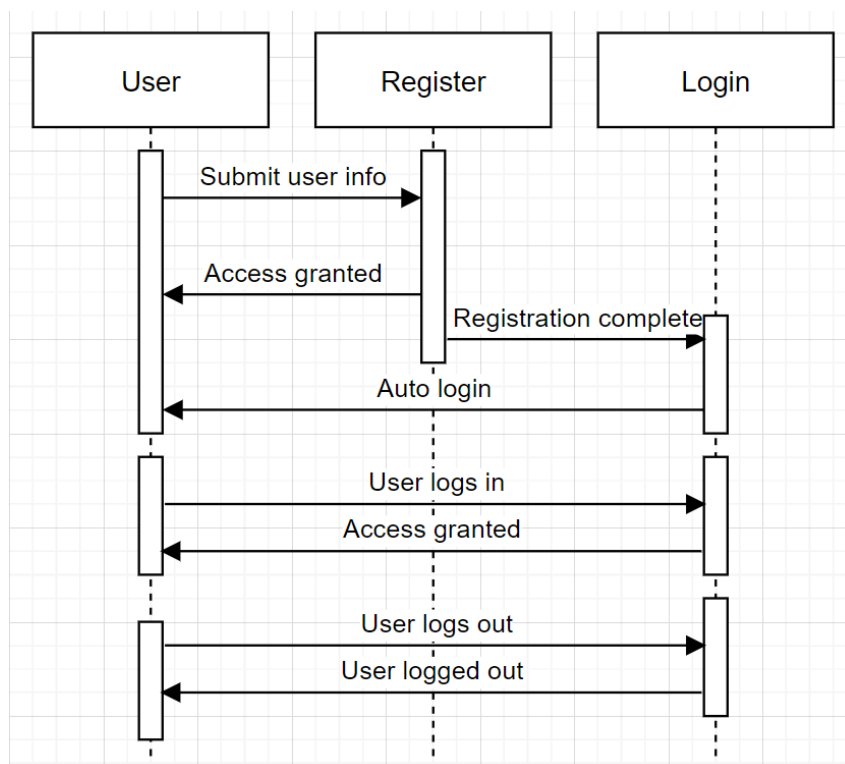 User
Register
Login
Submit user info
Access granted
Registration complete
Auto login
User logs in
Access granted
User logs out
User logged out